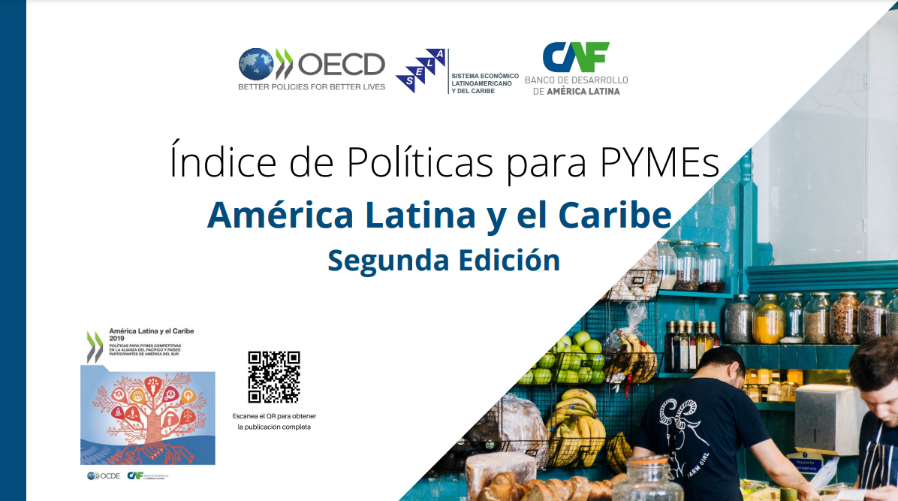 OECD
BETTER POLICIES FOR BETTER LIVES
SELA
SISTEMA ECONÓMICO
LATINOAMERICANO
Y DEL CARIBE
CAF
BANCO DE DESARROLLO
DE AMÉRICA LATINA
Índice de Políticas para PYMEs
América Latina y el Caribe
Segunda Edición
América Latina y el Caribe
2019
POLÍTICAS PARA PYMES COMPETITIVAS
EN LA ALIANZA DEL PACÍFICO Y PAÍSES
PARTICIPANTES DE AMÉRICA DEL SUR
Escanea el QR para obtener
la publicación completa
OCDE
CAF